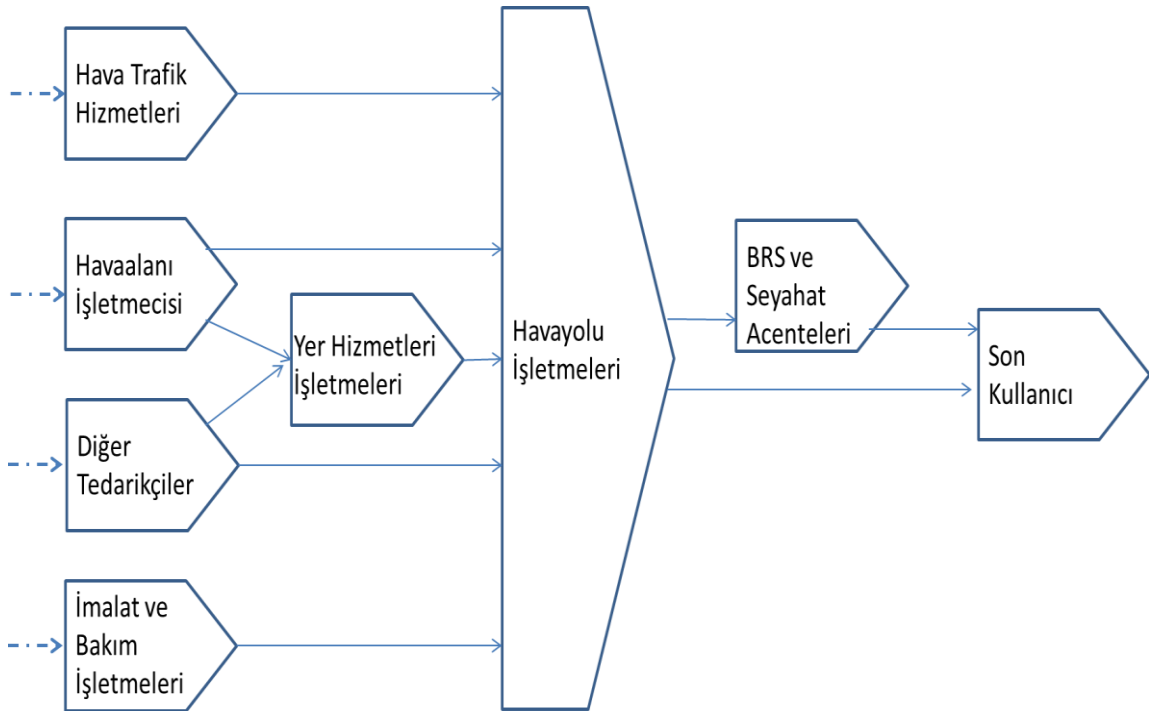 Hava Trafik
Hizmetleri
Havaalanı
İşletmecisi
Yer Hizmetleri
İşletmeleri
Diğer
Tedarikçiler
İmalat ve
Bakım
İşletmeleri
Havayolu
İşletmeleri
BRS ve
Seyahat
Acenteleri
Son
Kullanıcı